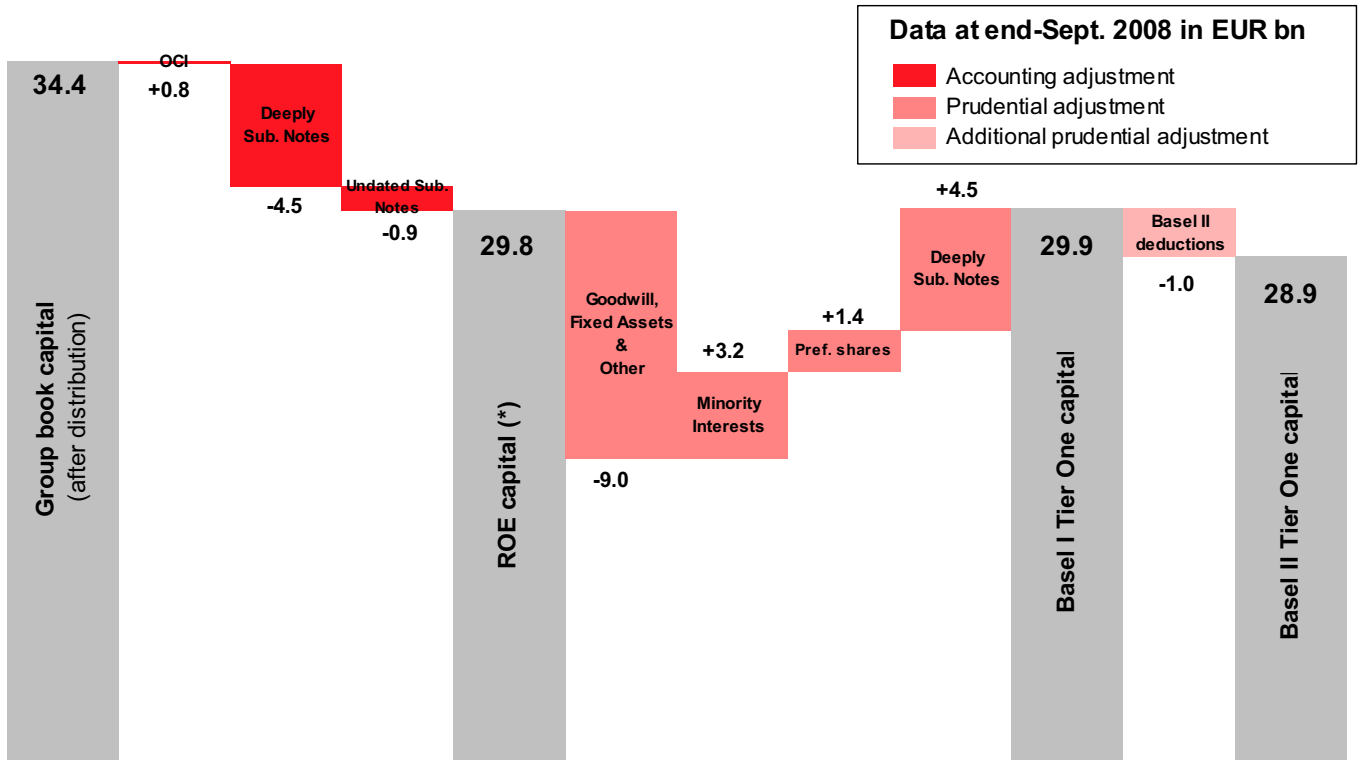 Data at end-Sept. 2008 in EUR bn
Accounting adjustment
Prudential adjustment
Additional prudential adjustment
34.4
Group book capital
(after distribution)
OCI
+0.8
Deeply
Sub. Notes
-4.5
Undated Sub.
Notes
-0.9
29.8
ROE capital (*)
Goodwill,
Fixed Assets
&
Other
-9.0
+3.2
Minority
Interests
+1.4
Pref. shares
+4.5
Deeply
Sub. Notes
29.9
Basel I Tier One capital
Basel II
deductions
-1.0
28.9
Basel II Tier One capital